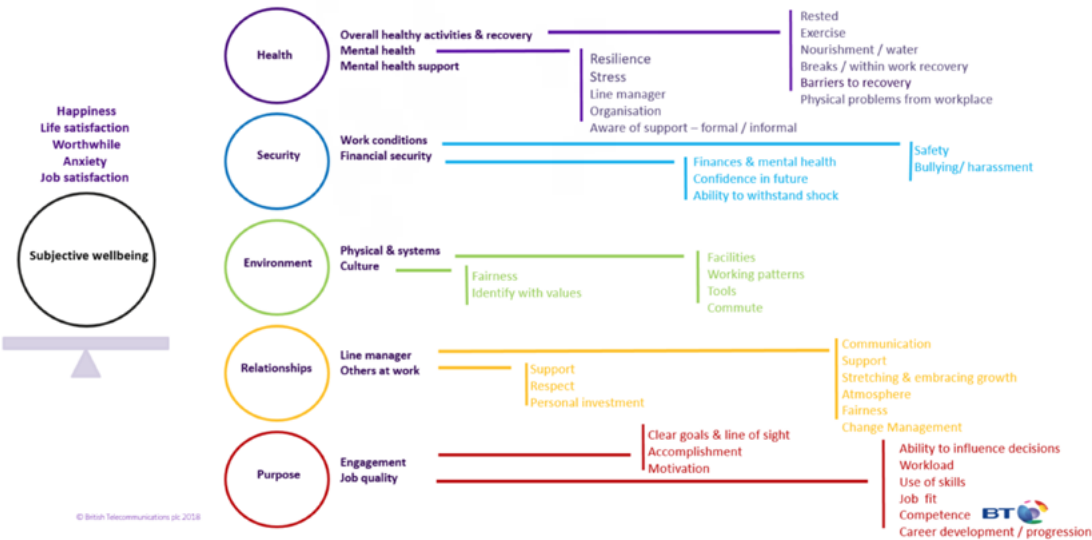 Happiness
Life satisfaction
Worthwhile
Anxiety
Job satisfaction
Subjective wellbeing
Health
Overall healthy activities & recovery
Mental health
Mental health support
Resilience
Stress
Line manager
Organisation
Aware of support – formal / informal
Rested
Exercise
Nourishment / water
Breaks / within work recovery
Barriers to recovery
Physical problems from workplace
Security
Work conditions
Financial security
Finances & mental health
Confidence in future
Ability to withstand shock
Safety
Bullying/ harassment
Environment
Physical & systems
Culture
Fairness
Identify with values
Facilities
Working patterns
Tools
Commute
Relationships
Line manager
Others at work
Support
Respect
Personal investment
Communication
Support
Stretching & embracing growth
Atmosphere
Fairness
Change Management
Purpose
Engagement
Job quality
Clear goals & line of sight
Accomplishment
Motivation
Ability to influence decisions
Workload
Use of skills
Job fit
Competence
Career development / progression
BT
© British Telecommunications plc 2018